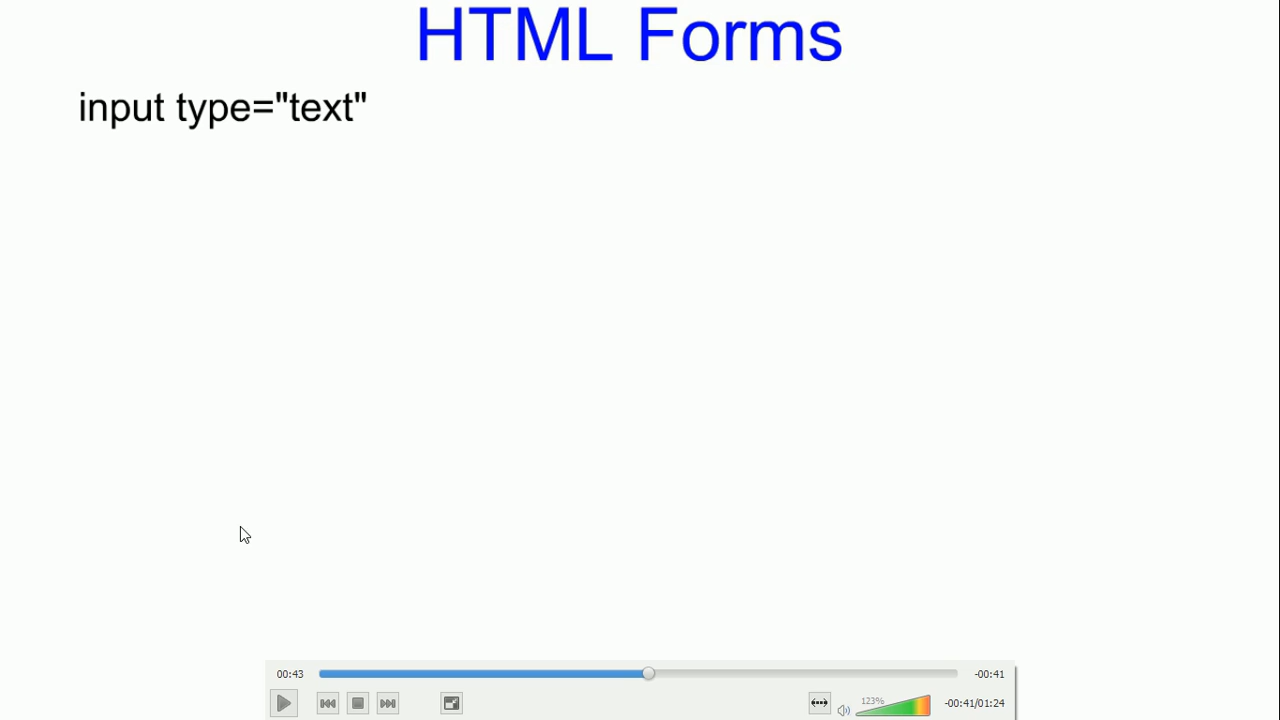 HTML Forms
input type="text"
00:43
-00:41
123%
-00:41/01:24